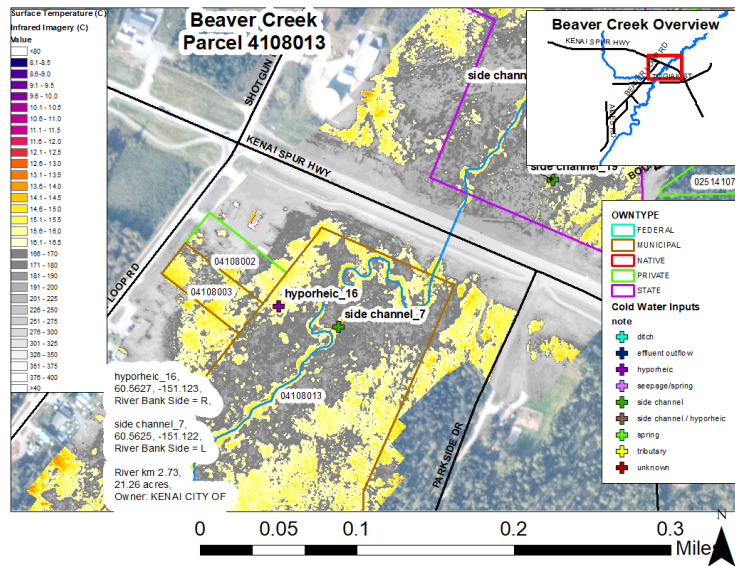 Surface Temperature (C)
Infrared Imagery (C)
Value
<80
8.1-8.5
8.6-9.0
9.1 - 9.5
9.6 - 10.0
10.1 - 10.5
10.6 - 11.0
11.1 - 11.5
11.6 - 12.0
12.1 - 12.5
12.6 - 13.0
13.1 - 13.5
13.6 - 14.0
14.1 - 14.5
14.6 - 15.0
15.1 - 15.5
15.6 - 16.0
16.1 - 16.5
166 - 170
171 - 180
181 - 190
191 - 200
201 - 225
226 - 250
251 - 275
276 - 300
301 - 325
326 - 350
351 - 375
376 - 400
>40
Beaver Creek
Parcel 4108013
SHOTGUN
KENAI SPUR HWY
LOOP RD
PARKSIDE DR
side chann
side channel_19
BOU
02514107
04108002
04108003
hyporheic_16
side channel_7
04108013
hyporheic_16,
60.5627, -151.123,
River Bank Side = R,
side channel_7,
60.5625, -151.122,
River Bank Side = L
River km 2.73,
21.26 acres,
Owner: KENAI CITY OF
Beaver Creek Overview
KENAI SPUR HWY
OWNTYPE
FEDERAL
MUNICIPAL
NATIVE
PRIVATE
STATE
Cold Water Inputs
note
ditch
effluent outflow
hyporheic
seepage/spring
side channel
side channel / hyporheic
spring
tributary
unknown
0 0.05 0.1 0.2 0.3
Miles
N